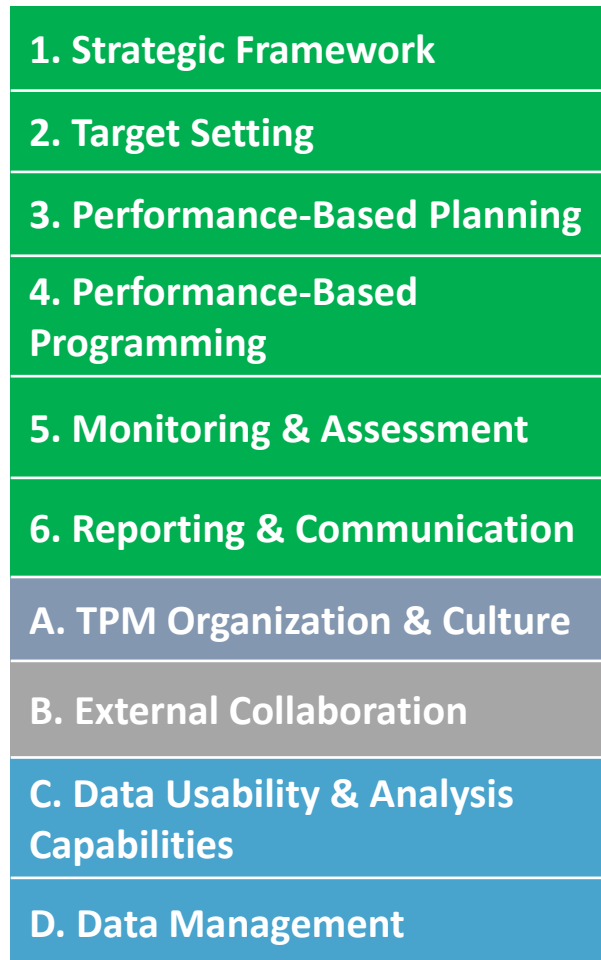 1. Strategic Framework
2. Target Setting
3. Performance-Based Planning
4. Performance-Based
Programming
5. Monitoring & Assessment
6. Reporting & Communication
A. TPM Organization & Culture
B. External Collaboration
C. Data Usability & Analysis
Capabilities
D. Data Management